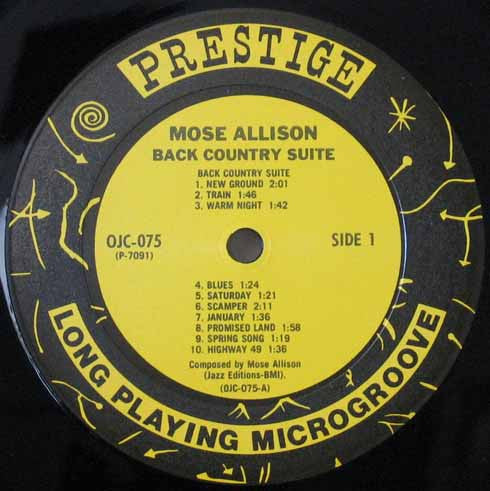 PRESTIGE
MOSE ALLISON
BACK COUNTRY SUITE
BACK COUNTRY SUITE
1. NEW GROUND 2:01
2. TRAIN 1:46
3. WARM NIGHT 1:42
OJC-075
(P-7091)
SIDE 1
4. BLUES 1:24
5. SATURDAY 1:21
6. SCAMPER 2:11
7. JANUARY 1:36
8. PROMISED LAND 1:58
9. SPRING SONG 1:19
10. HIGHWAY 49 1:36
Composed by Mose Allison
(Jazz Editions-BMI).
(OJC-075-A)
LONG PLAYING MICROGROOVE